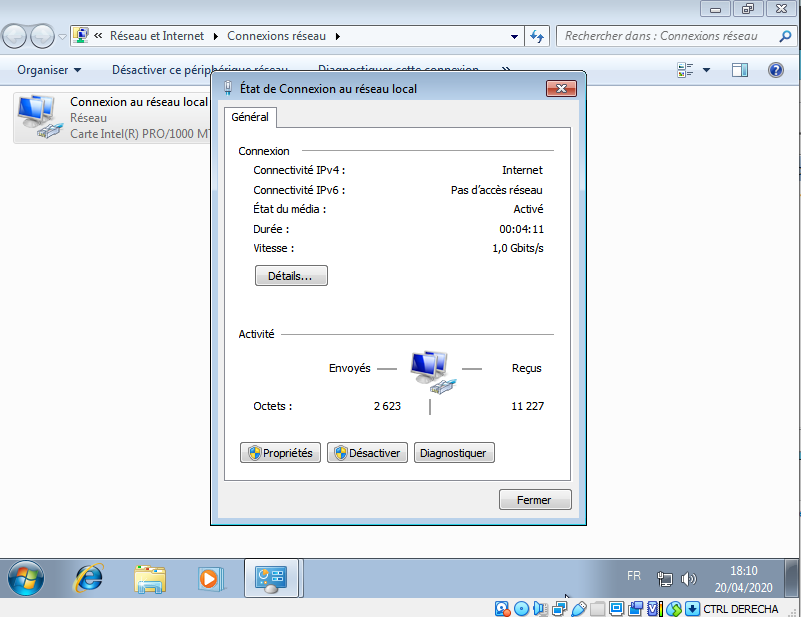 « Réseau et Internet Connexions réseau
Rechercher dans : Connexions réseau
Organiser Désactiver ce périphérique réseau Diagnostiquer cette connexion »
État de Connexion au réseau local
Connexion au réseau local
Réseau
Carte Intel(R) PRO/1000 MT
Général
Connexion
Connectivité IPv4 : Internet
Connectivité IPv6 : Pas d'accès réseau
État du média : Activé
Durée : 00:04:11
Vitesse : 1,0 Gbits/s
Détails...
Activité
Envoyés Reçus
Octets : 2 623 11 227
Propriétés Désactiver Diagnostiquer
Fermer
FR 18:10
20/04/2020
CTRL DERECHA